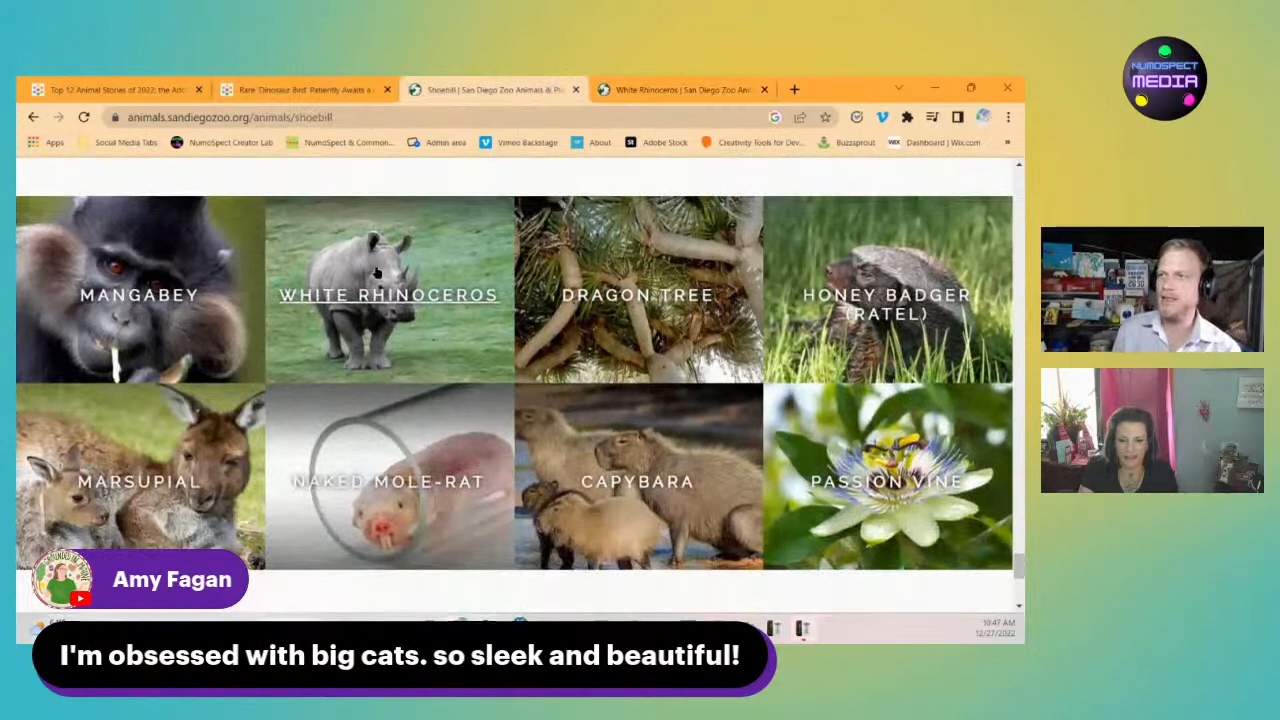 NUMOSPECT
MEDIA
Top 12 Animal Stories of 2022: the Ado
Rare 'Dinosaur Bird' Patiently Awaits a
Shoebill | San Diego Zoo Animals & Pl
White Rhinoceros | San Diego Zoo Ani
animals.sandiegozoo.org/animals/shoebill
Apps
Social Media Tabs
NumoSpect Creator Lab
NumoSpect & Common...
Admin area
Vimeo Backstage
About
St
Adobe Stock
Creativity Tools for Dev...
Buzzsprout
WIX
Dashboard | Wix.com
»
MANGABEY
WHITE RHINOCEROS
DRAGON TREE
HONEY BADGER
(RATEL)
MARSUPIAL
NAKED MOLE-RAT
CAPYBARA
PASSION VINE
Amy Fagan
I'm obsessed with big cats. so sleek and beautiful!
10:47 AM
12/27/2022